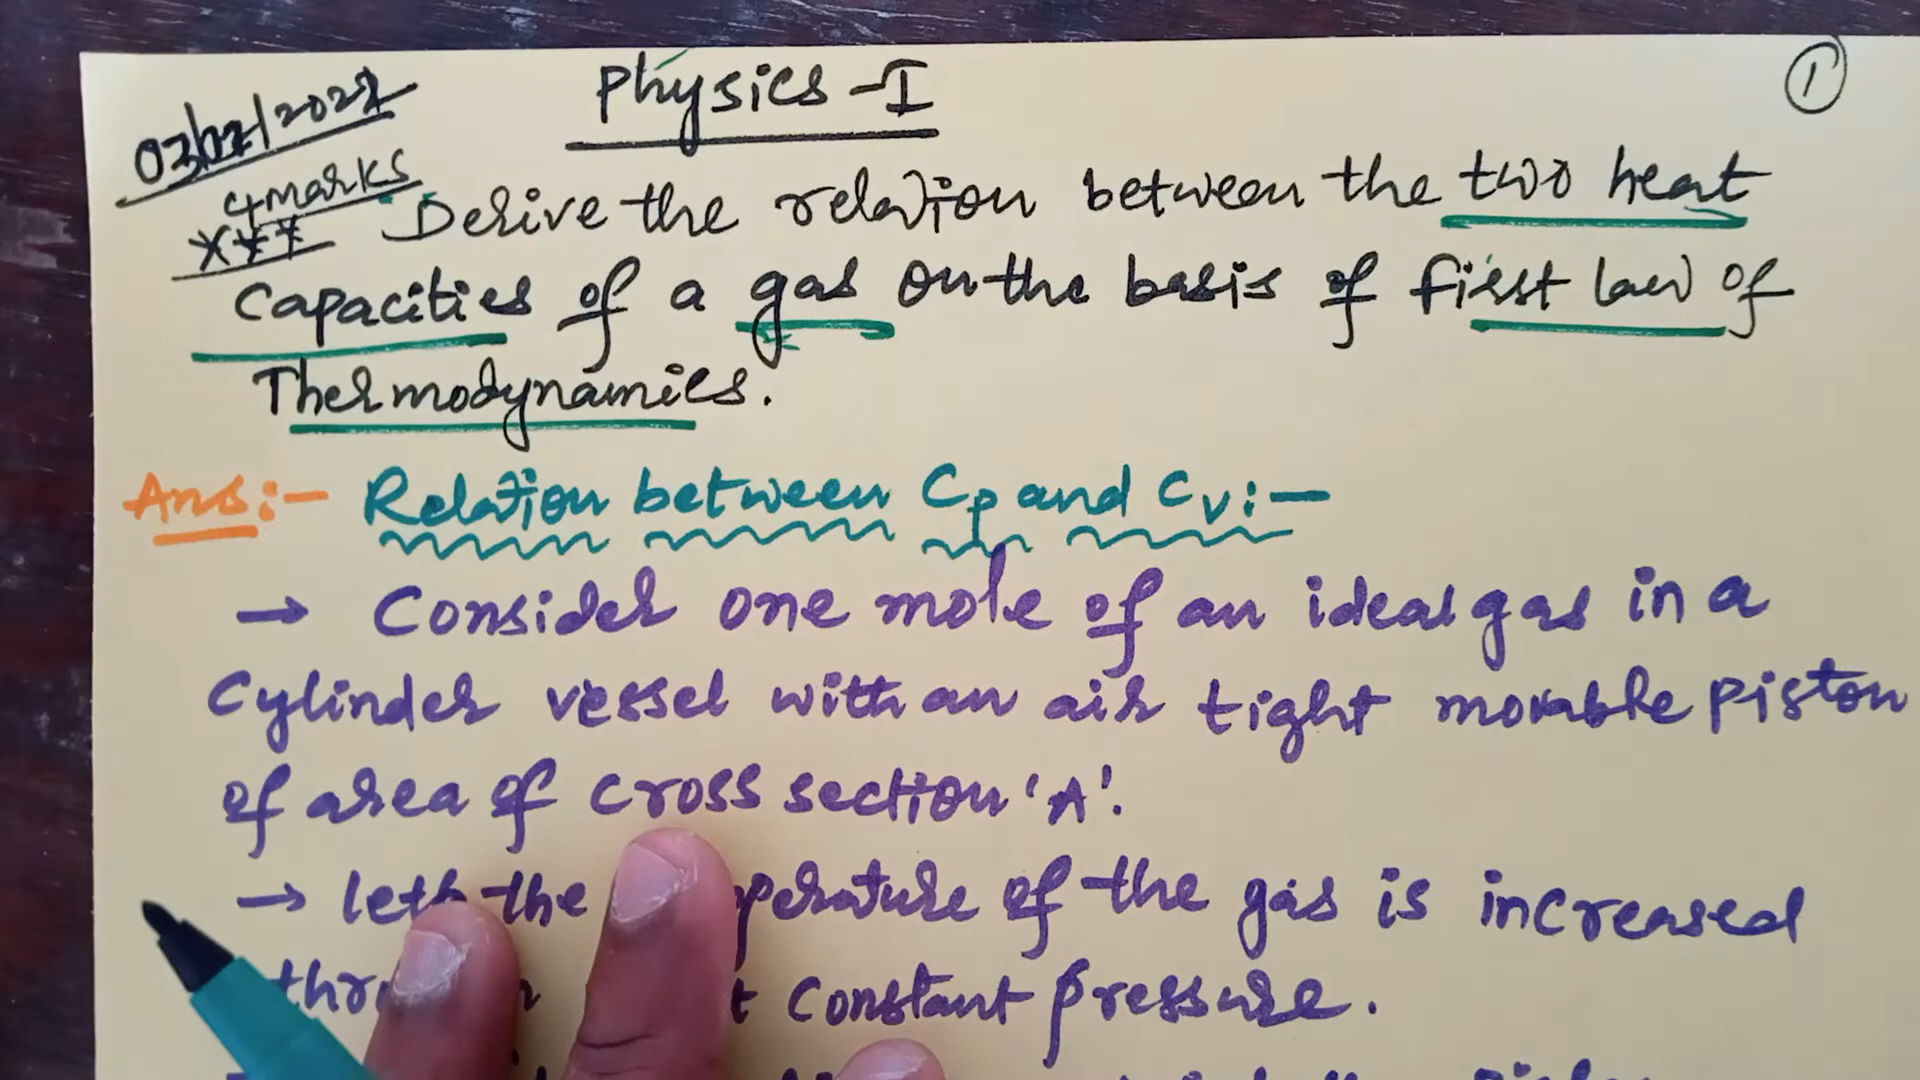 Physics-I
1
4 marks
***
Derive the relation between the two heat
Capacities of a gas on the basis of first law of
Thermodynamics.
Ans:- Relation between Cp and Cv:-
→ Consider one mole of an ideal gas in a
Cylinder vessel with an air tight movable piston
of area of cross section 'A'.
→ let the of the gas is increased
Constant pressure.